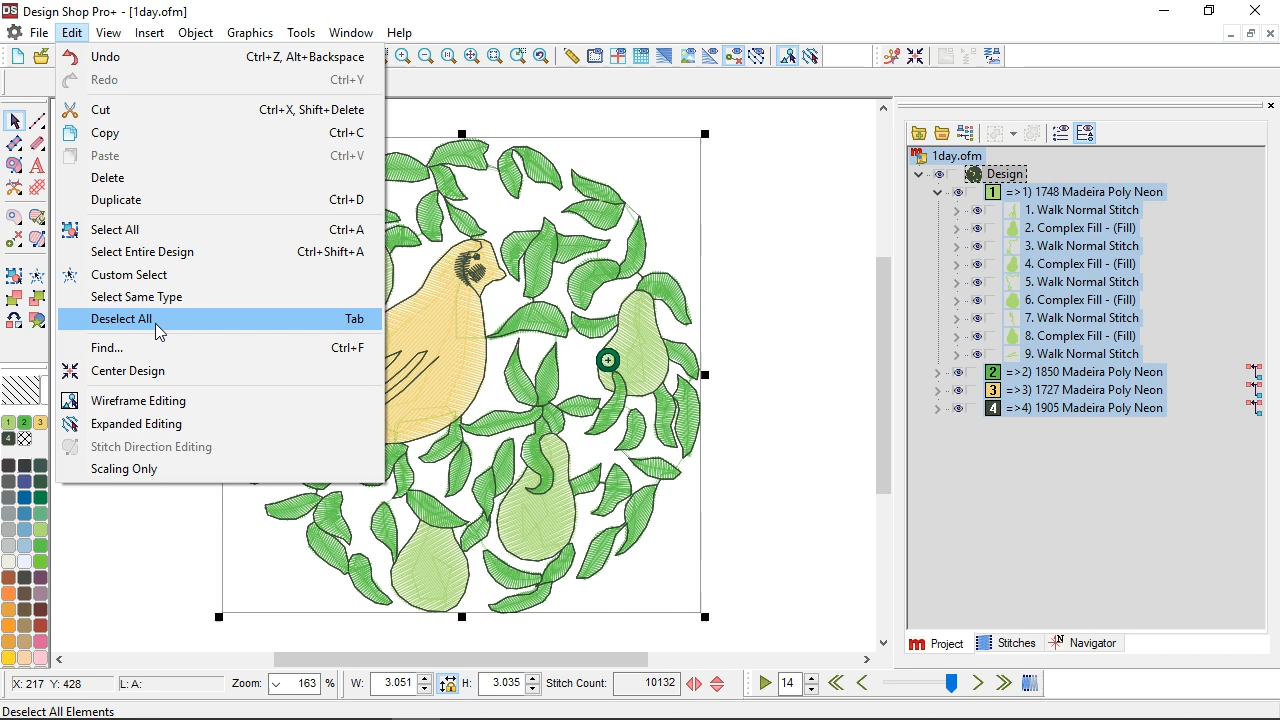 DS Design Shop Pro+ - [1day.ofm]
File Edit View Insert Object Graphics Tools Window Help
Undo Ctrl+Z, Alt+Backspace
Redo Ctrl+Y
Cut Ctrl+X, Shift+Delete
Copy Ctrl+C
Paste Ctrl+V
Delete
Duplicate Ctrl+D
Select All Ctrl+A
Select Entire Design Ctrl+Shift+A
Custom Select
Select Same Type
Deselect All Tab
Find... Ctrl+F
Center Design
Wireframe Editing
Expanded Editing
Stitch Direction Editing
Scaling Only
1 2 3
4
1day.ofm
Design
1 =>1) 1748 Madeira Poly Neon
1. Walk Normal Stitch
2. Complex Fill - (Fill)
3. Walk Normal Stitch
4. Complex Fill - (Fill)
5. Walk Normal Stitch
6. Complex Fill - (Fill)
7. Walk Normal Stitch
8. Complex Fill - (Fill)
9. Walk Normal Stitch
2 =>2) 1850 Madeira Poly Neon
3 =>3) 1727 Madeira Poly Neon
4 =>4) 1905 Madeira Poly Neon
Project Stitches Navigator
X: 217 Y: 428 L: A: Zoom: 163 % W: 3.051 H: 3.035 Stitch Count: 10132 14
Deselect All Elements